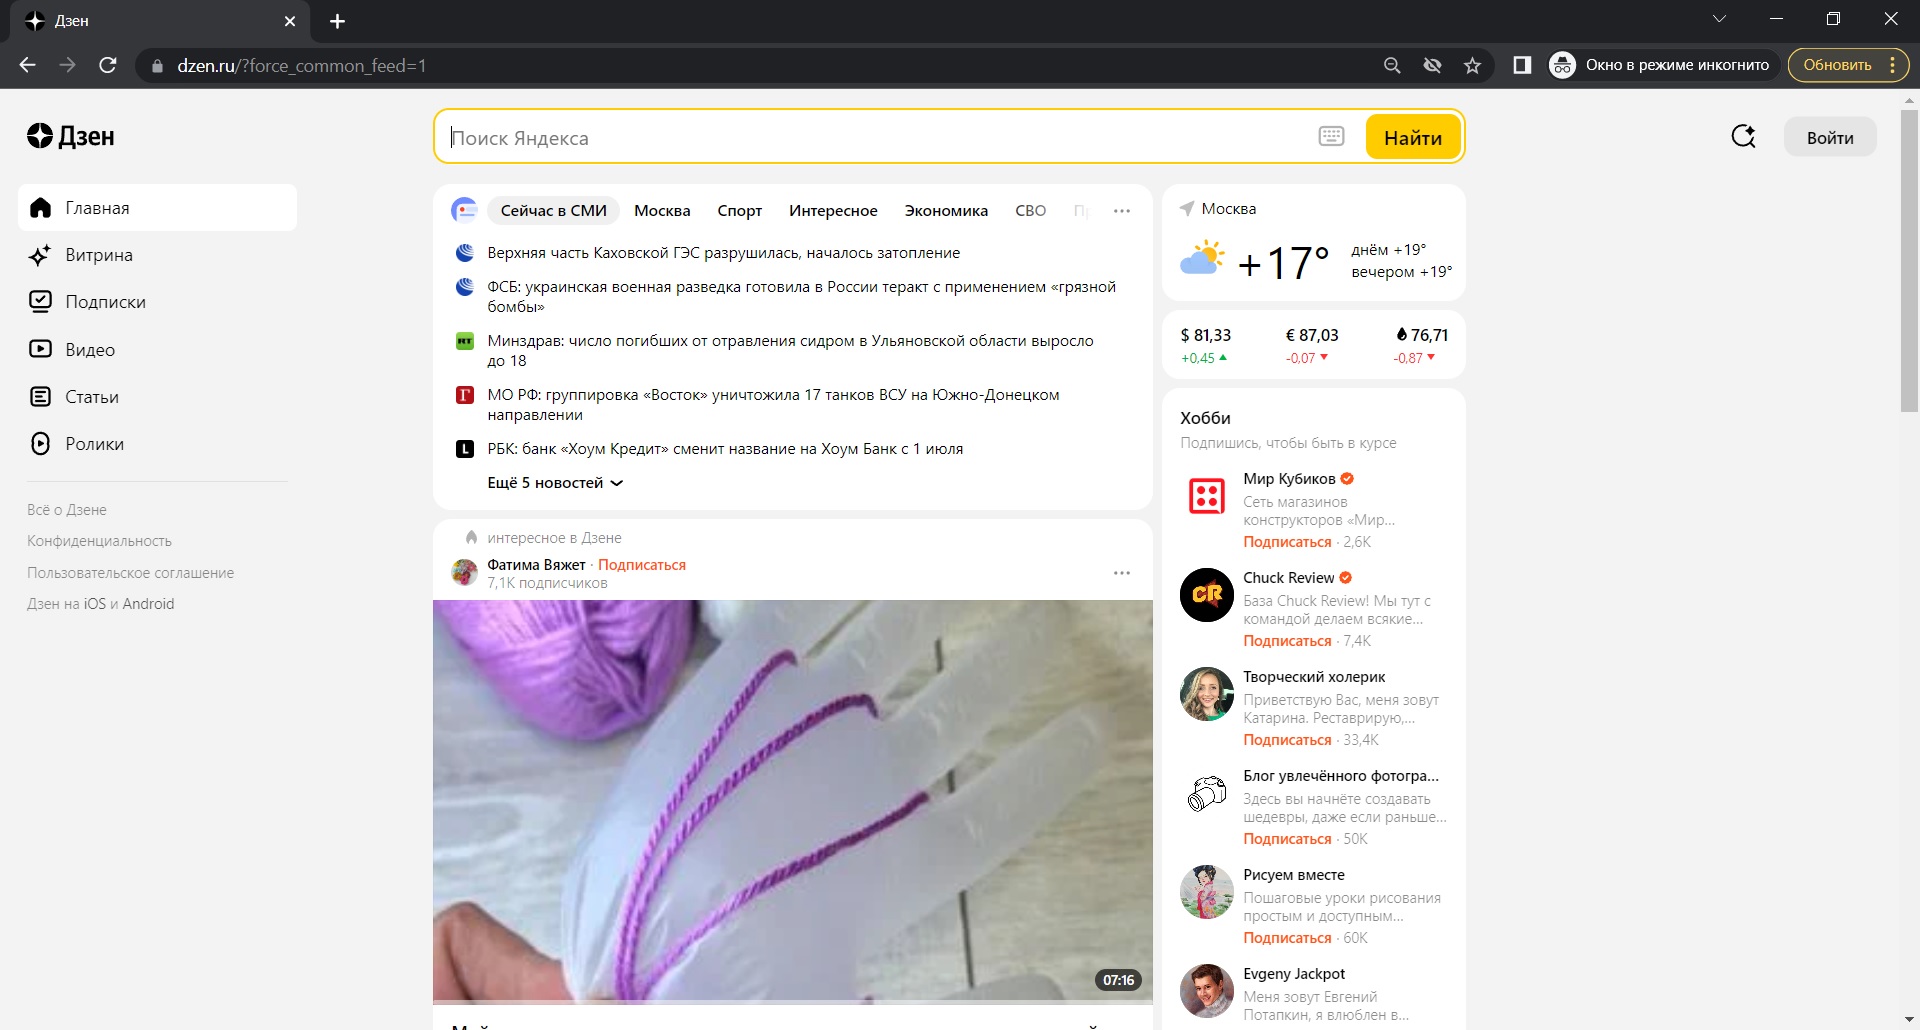 Дзен
dzen.ru/?force_common_feed=1
Окно в режиме инкогнито
Обновить
Дзен
Поиск Яндекса
Найти
Войти
Главная
Витрина
Подписки
Видео
Статьи
Ролики
Всё о Дзене
Конфиденциальность
Пользовательское соглашение
Дзен на iOS и Android
Сейчас в СМИ
Москва
Спорт
Интересное
Экономика
СВО
Верхняя часть Каховской ГЭС разрушилась, началось затопление
ФСБ: украинская военная разведка готовила в России теракт с применением «грязной
бомбы»
Минздрав: число погибших от отравления сидром в Ульяновской области выросло
до 18
МО РФ: группировка «Восток» уничтожила 17 танков ВСУ на Южно-Донецком
направлении
РБК: банк «Хоум Кредит» сменит название на Хоум Банк с 1 июля
Ещё 5 новостей
интересное в Дзене
Фатима Вяжет · Подписаться
7,1K подписчиков
07:16
Москва
+17°
днём +19°
вечером +19°
$ 81,33
€ 87,03
76,71
+0,45
-0,07
-0,87
Хобби
Подпишись, чтобы быть в курсе
Мир Кубиков
Сеть магазинов
конструкторов «Мир...
Подписаться · 2,6K
CR
Chuck Review
База Chuck Review! Мы тут с
командой делаем всякие...
Подписаться · 7,4K
Творческий холерик
Приветствую Вас, меня зовут
Катарина. Реставрирую,...
Подписаться · 33,4K
Блог увлечённого фотогра...
Здесь вы начнёте создавать
шедевры, даже если раньше...
Подписаться · 50K
Рисуем вместе
Пошаговые уроки рисования
простым и доступным...
Подписаться · 60K
Evgeny Jackpot
Меня зовут Евгений
Потапкин, я влюблен в...